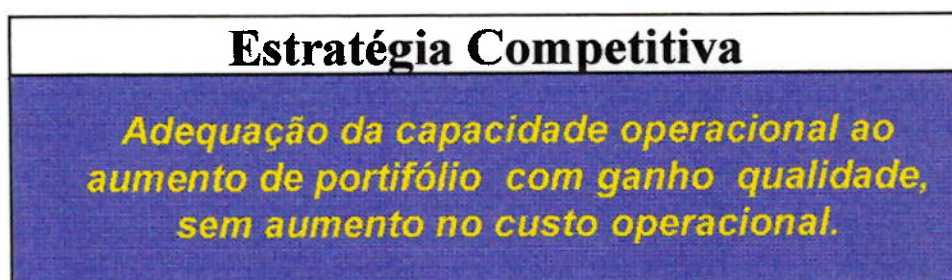 Estratégia Competitiva
Adequação da capacidade operacional ao
aumento de portifólio com ganho qualidade,
sem aumento no custo operacional.